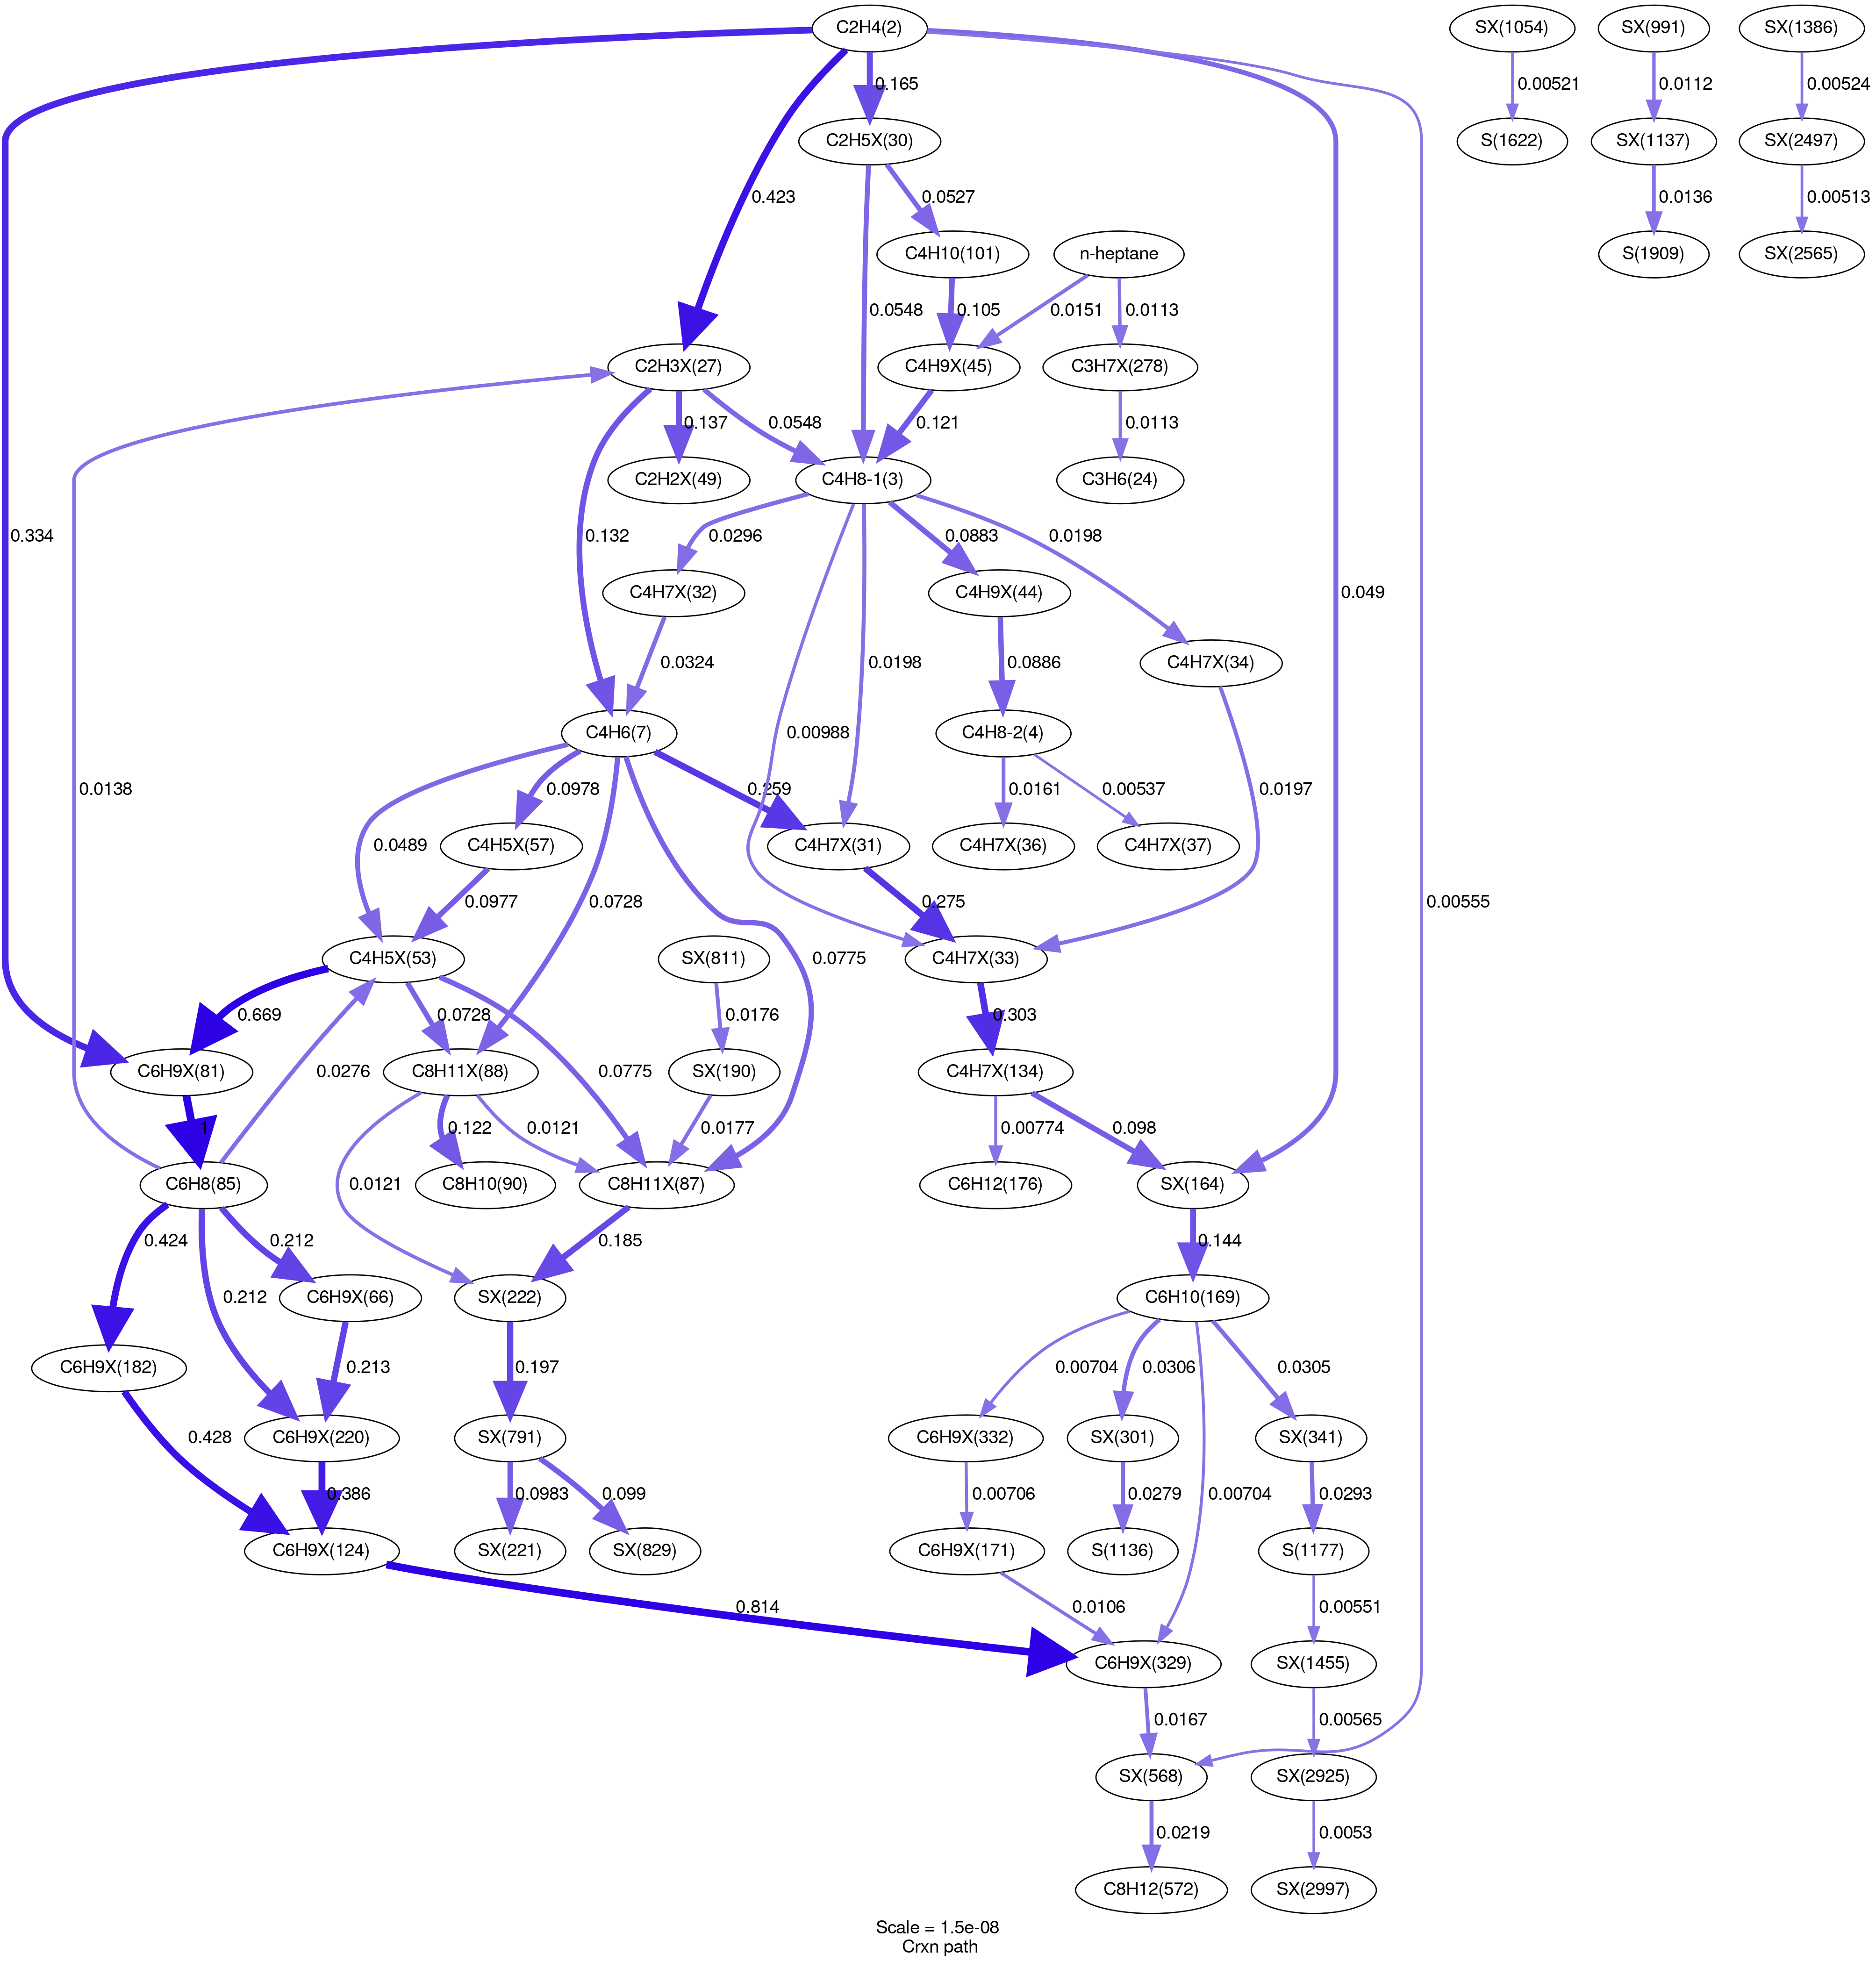 C2H4(2)
SX(1054)
SX(991)
SX(1386)
0.165
0.00521
0.0112
0.00524
C2H5X(30)
S(1622)
SX(1137)
SX(2497)
0.423
0.0527
0.0136
0.00513
C4H10(101)
n-heptane
S(1909)
SX(2565)
0.0548
0.105
0.0151
0.0113
C2H3X(27)
C4H9X(45)
C3H7X(278)
0.137
0.0548
0.121
0.0113
C2H2X(49)
C4H8-1(3)
C3H6(24)
0.334
0.132
0.0296
0.0883
0.0198
0.049
C4H7X(32)
C4H9X(44)
0.0324
0.0198
0.0886
C4H7X(34)
C4H6(7)
0.00988
C4H8-2(4)
0.0138
0.0978
0.259
0.0161
0.00537
0.0197
0.0489
C4H5X(57)
C4H7X(31)
C4H7X(36)
C4H7X(37)
0.0977
0.0728
0.275
0.00555
C4H5X(53)
SX(811)
0.0775
C4H7X(33)
0.669
0.0728
0.0176
0.303
C6H9X(81)
0.0276
C8H11X(88)
0.0775
SX(190)
C4H7X(134)
1
0.122
0.0121
0.0177
0.00774
0.098
C6H8(85)
0.0121
C8H10(90)
C8H11X(87)
C6H12(176)
SX(164)
0.424
0.212
0.185
0.144
0.212
C6H9X(66)
SX(222)
C6H10(169)
C6H9X(182)
0.213
0.197
0.00704
0.0306
0.0305
0.428
C6H9X(220)
SX(791)
C6H9X(332)
SX(301)
SX(341)
0.386
0.0983
0.099
0.00706
0.0279
0.00704
0.0293
C6H9X(124)
SX(221)
SX(829)
C6H9X(171)
S(1136)
S(1177)
0.814
0.0106
0.00551
C6H9X(329)
SX(1455)
0.0167
0.00565
SX(568)
SX(2925)
0.0219
0.0053
C8H12(572)
SX(2997)
Scale = 1.5e-08
Crxn path